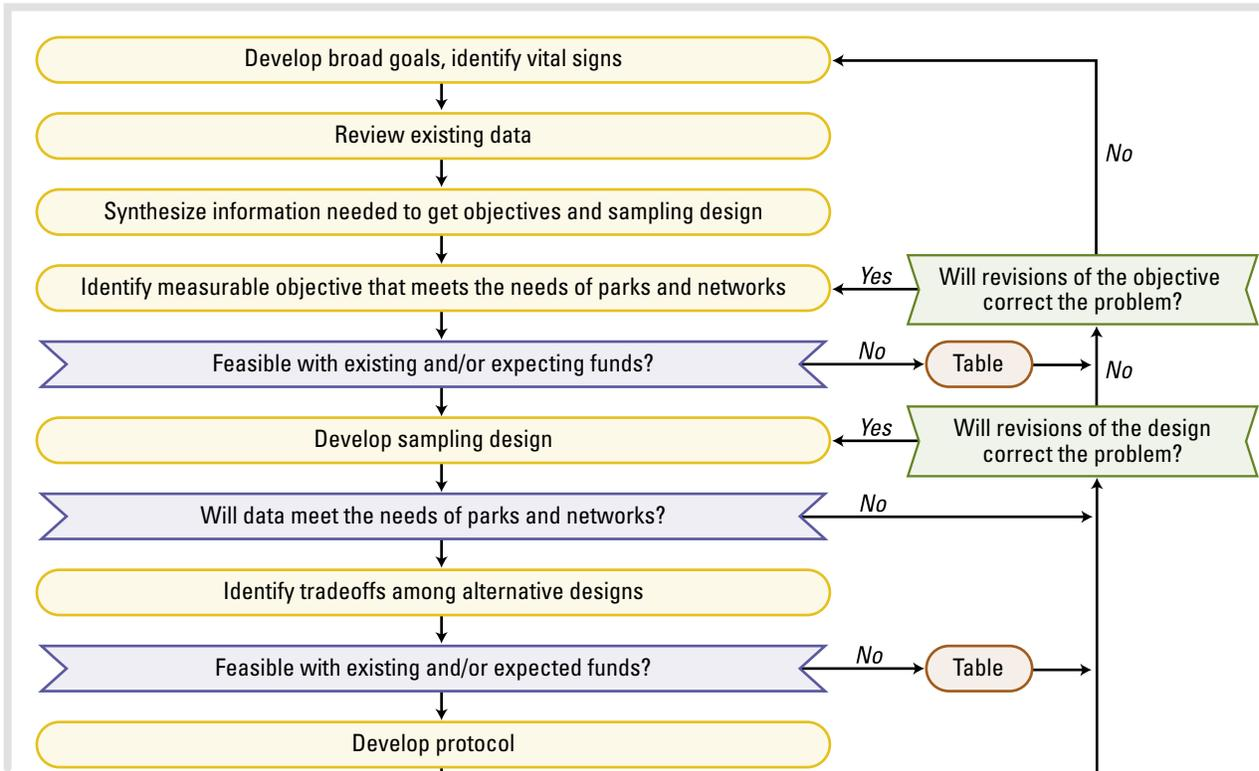 Develop broad goals, identify vital signs
Review existing data
No
Synthesize information needed to get objectives and sampling design
Identify measurable objective that meets the needs of parks and networks
Yes
Will revisions of the objective
correct the problem?
Feasible with existing and/or expecting funds?
No
Table
No
Develop sampling design
Yes
Will revisions of the design
correct the problem?
Will data meet the needs of parks and networks?
No
Identify tradeoffs among alternative designs
Feasible with existing and/or expected funds?
No
Table
Develop protocol